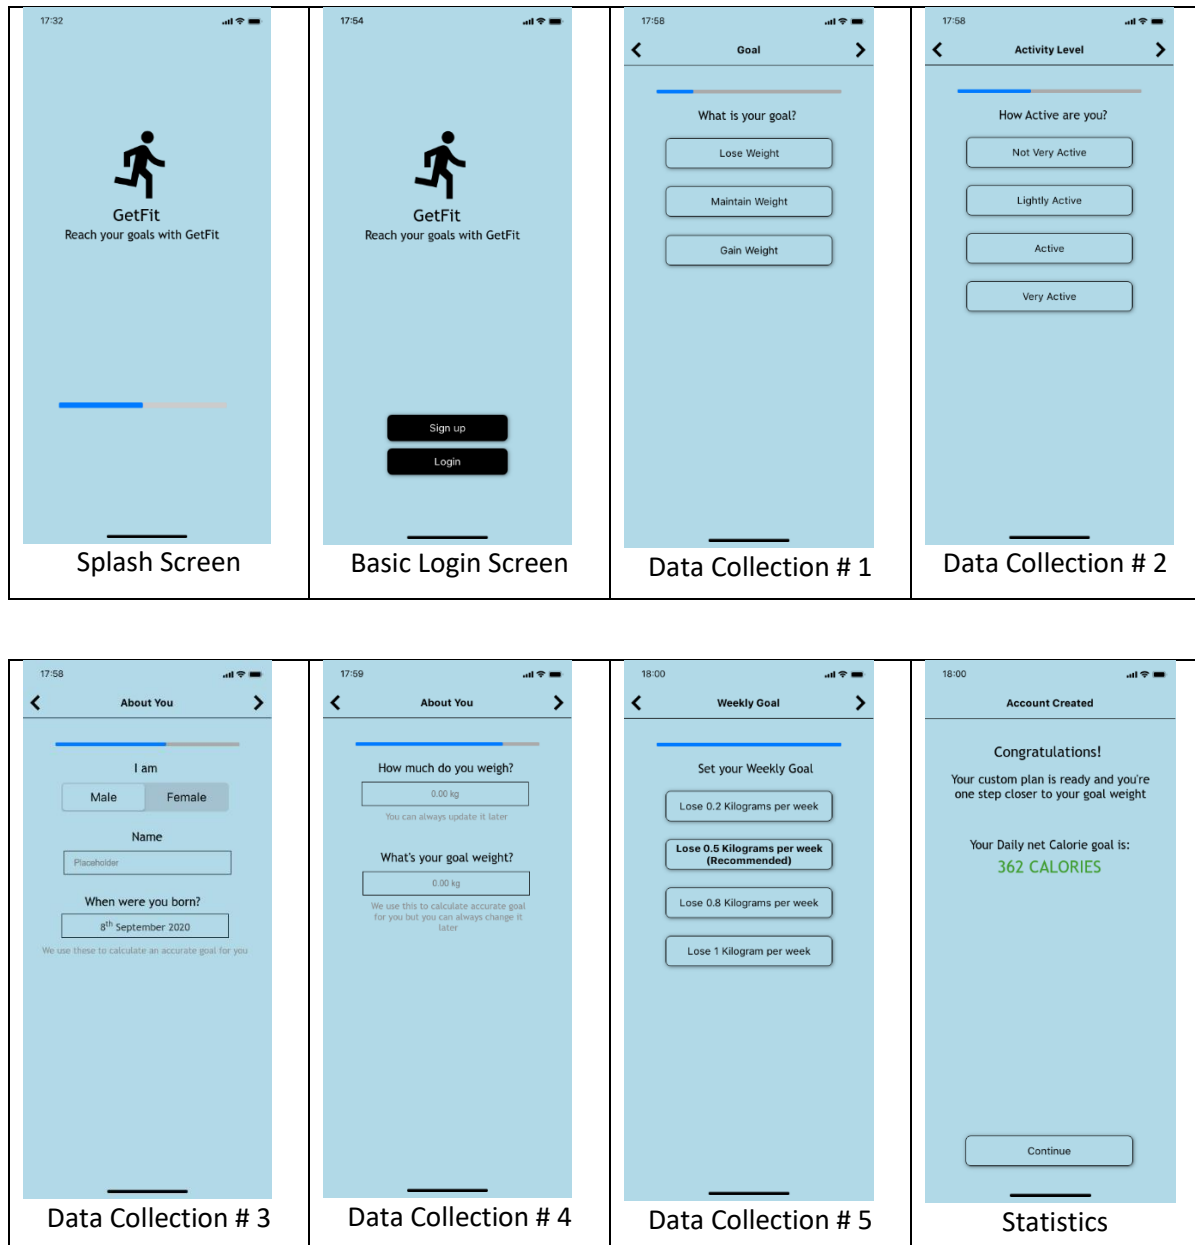 17:32
GetFit
Reach your goals with GetFit
Splash Screen
17:54
GetFit
Reach your goals with GetFit
Sign up
Login
Basic Login Screen
17:58
Goal
What is your goal?
Lose Weight
Maintain Weight
Gain Weight
Data Collection # 1
17:58
Activity Level
How Active are you?
Not Very Active
Lightly Active
Active
Very Active
Data Collection # 2
17:58
About You
I am
Male Female
Name
Placeholder
When were you born?
8th September 2020
We use these to calculate an accurate goal for you
Data Collection # 3
17:59
About You
How much do you weigh?
0.00 kg
You can always update it later
What's your goal weight?
0.00 kg
We use this to calculate accurate goal
for you but you can always change it
later
Data Collection # 4
18:00
Weekly Goal
Set your Weekly Goal
Lose 0.2 Kilograms per week
Lose 0.5 Kilograms per week
(Recommended)
Lose 0.8 Kilograms per week
Lose 1 Kilogram per week
Data Collection # 5
18:00
Account Created
Congratulations!
Your custom plan is ready and you're
one step closer to your goal weight
Your Daily net Calorie goal is:
362 CALORIES
Continue
Statistics